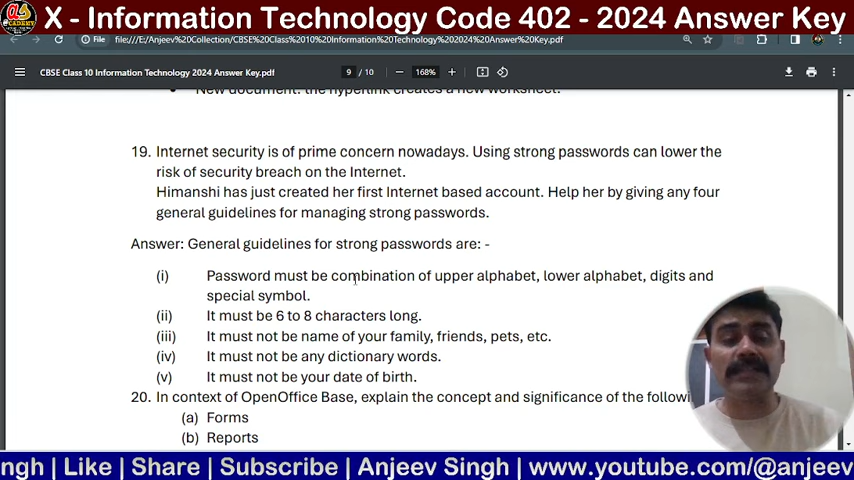 X - Information Technology Code 402 - 2024 Answer Key
ACADEMY
File file:///E:/Anjeev%20Collection/CBSE%20Class%2010%20Information%20Technology%202024%20Answer%20Key.pdf
CBSE Class 10 Information Technology 2024 Answer Key.pdf 9 / 10 — 168% +
New document: the hyperlink creates a new worksheet.
19. Internet security is of prime concern nowadays. Using strong passwords can lower the
risk of security breach on the Internet.
Himanshi has just created her first Internet based account. Help her by giving any four
general guidelines for managing strong passwords.
Answer: General guidelines for strong passwords are: -
(i) Password must be combination of upper alphabet, lower alphabet, digits and
special symbol.
(ii) It must be 6 to 8 characters long.
(iii) It must not be name of your family, friends, pets, etc.
(iv) It must not be any dictionary words.
(v) It must not be your date of birth.
20. In context of OpenOffice Base, explain the concept and significance of the followi
(a) Forms
(b) Reports
ngh | Like | Share | Subscribe | Anjeev Singh | www.youtube.com/@anjeev